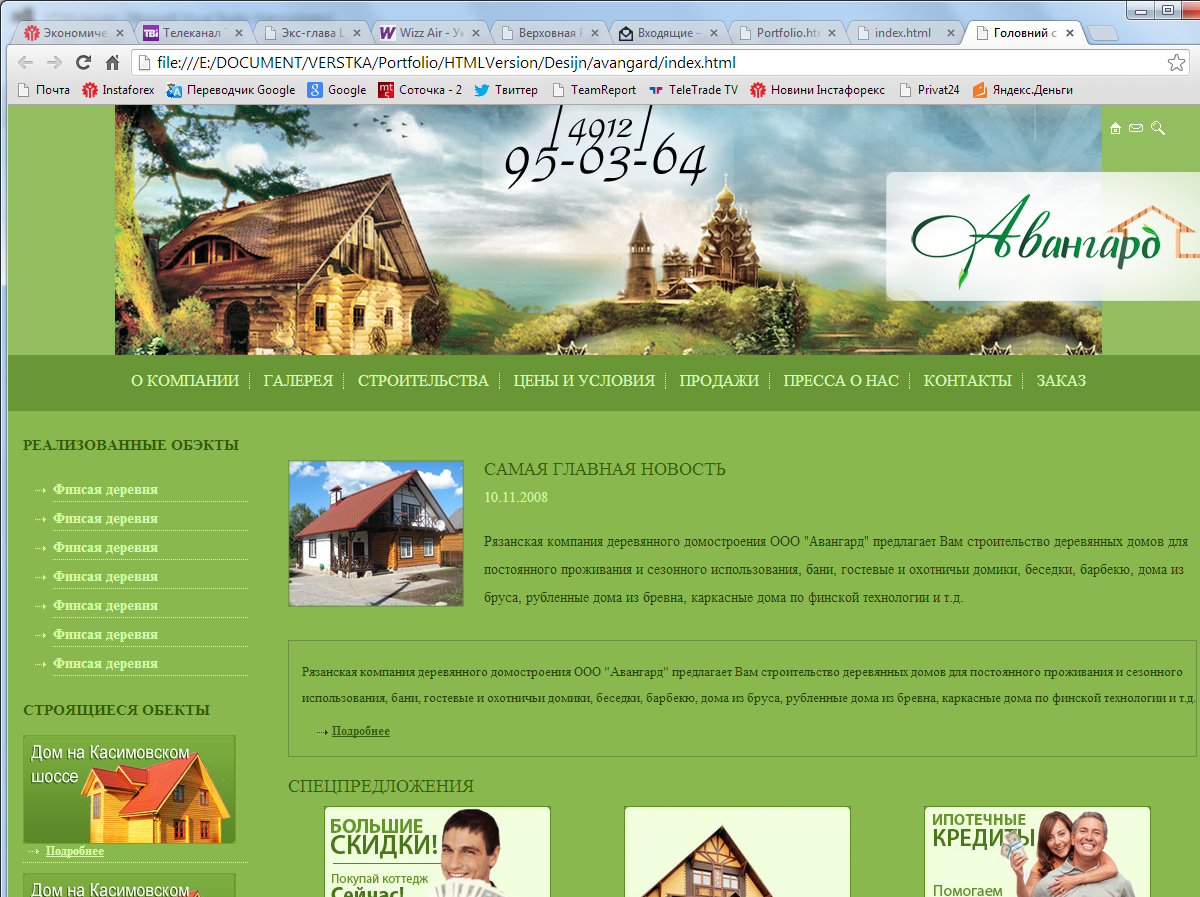 Экономиче
Телеканал
Экс-глава L
Wizz Air - Ук
Верховная Р
Входящие –
Portfolio.ht
index.html
Головний с
file:///E:/DOCUMENT/VERSTKA/Portfolio/HTMLVersion/Desijn/avangard/index.html
Почта
Instaforex
Переводчик Google
Google
Соточка - 2
Твиттер
TeamReport
TeleTrade TV
Новини Інстафорекс
Privat24
Яндекс.Деньги
4912
95-03-64
Авангард
О КОМПАНИИ
ГАЛЕРЕЯ
СТРОИТЕЛЬСТВА
ЦЕНЫ И УСЛОВИЯ
ПРОДАЖИ
ПРЕССА О НАС
КОНТАКТЫ
ЗАКАЗ
РЕАЛИЗОВАННЫЕ ОБЭКТЫ
Финсая деревня
Финсая деревня
Финсая деревня
Финсая деревня
Финсая деревня
Финсая деревня
Финсая деревня
СТРОЯЩИЕСЯ ОБЕКТЫ
Дом на Касимовском
шоссе
Подробнее
Дом на Касимовском
САМАЯ ГЛАВНАЯ НОВОСТЬ
10.11.2008
Рязанская компания деревянного домостроения ООО "Авангард" предлагает Вам строительство деревянных домов для
постоянного проживания и сезонного использования, бани, гостевые и охотничьи домики, беседки, барбекю, дома из
бруса, рубленные дома из бревна, каркасные дома по финской технологии и т.д.
Рязанская компания деревянного домостроения ООО "Авангард" предлагает Вам строительство деревянных домов для постоянного проживания и сезонного
использования, бани, гостевые и охотничьи домики, беседки, барбекю, дома из бруса, рубленные дома из бревна, каркасные дома по финской технологии и т.д.
Подробнее
СПЕЦПРЕДЛОЖЕНИЯ
БОЛЬШИЕ
СКИДКИ!
Покупай коттедж
Сейчас!
ИПОТЕЧНЫЕ
КРЕДИТЫ
Помогаем